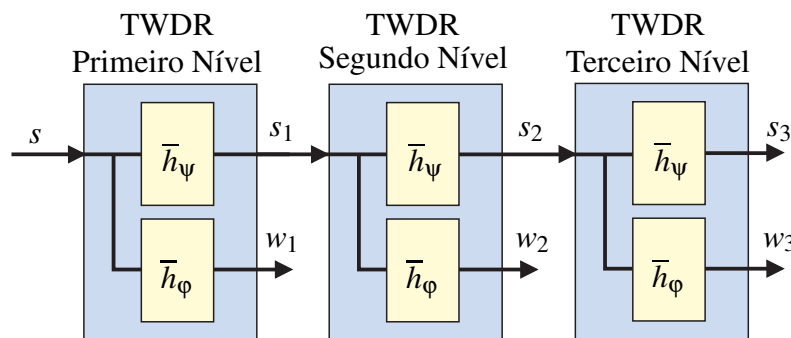 TWDR
Primeiro Nível
TWDR
Segundo Nível
TWDR
Terceiro Nível
s
h̅ψ
s₁
h̅ψ
s₂
h̅ψ
s₃
h̅φ
w₁
h̅φ
w₂
h̅φ
w₃